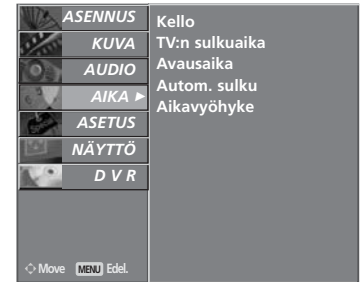 ASENNUS
KUVA
AUDIO
AIKA ►
ASETUS
NÄYTTÖ
D V R
Move MENU Edel.
Kello
TV:n sulkuaika
Avausaika
Autom. sulku
Aikavyöhyke